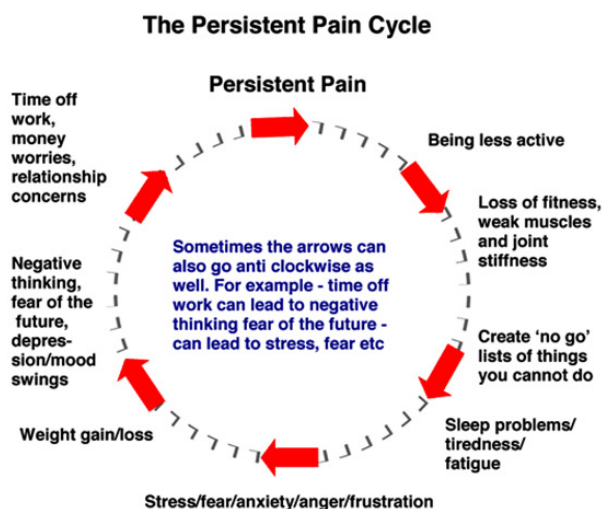 The Persistent Pain Cycle
Persistent Pain
Being less active
Loss of fitness,
weak muscles
and joint
stiffness
Create ‘no go’
lists of things
you cannot do
Sleep problems/
tiredness/
fatigue
Stress/fear/anxiety/anger/frustration
Weight gain/loss
Negative
thinking,
fear of the
future,
depres-
sion/mood
swings
Time off
work,
money
worries,
relationship
concerns
Sometimes the arrows can
also go anti clockwise as
well. For example - time off
work can lead to negative
thinking fear of the future -
can lead to stress, fear etc